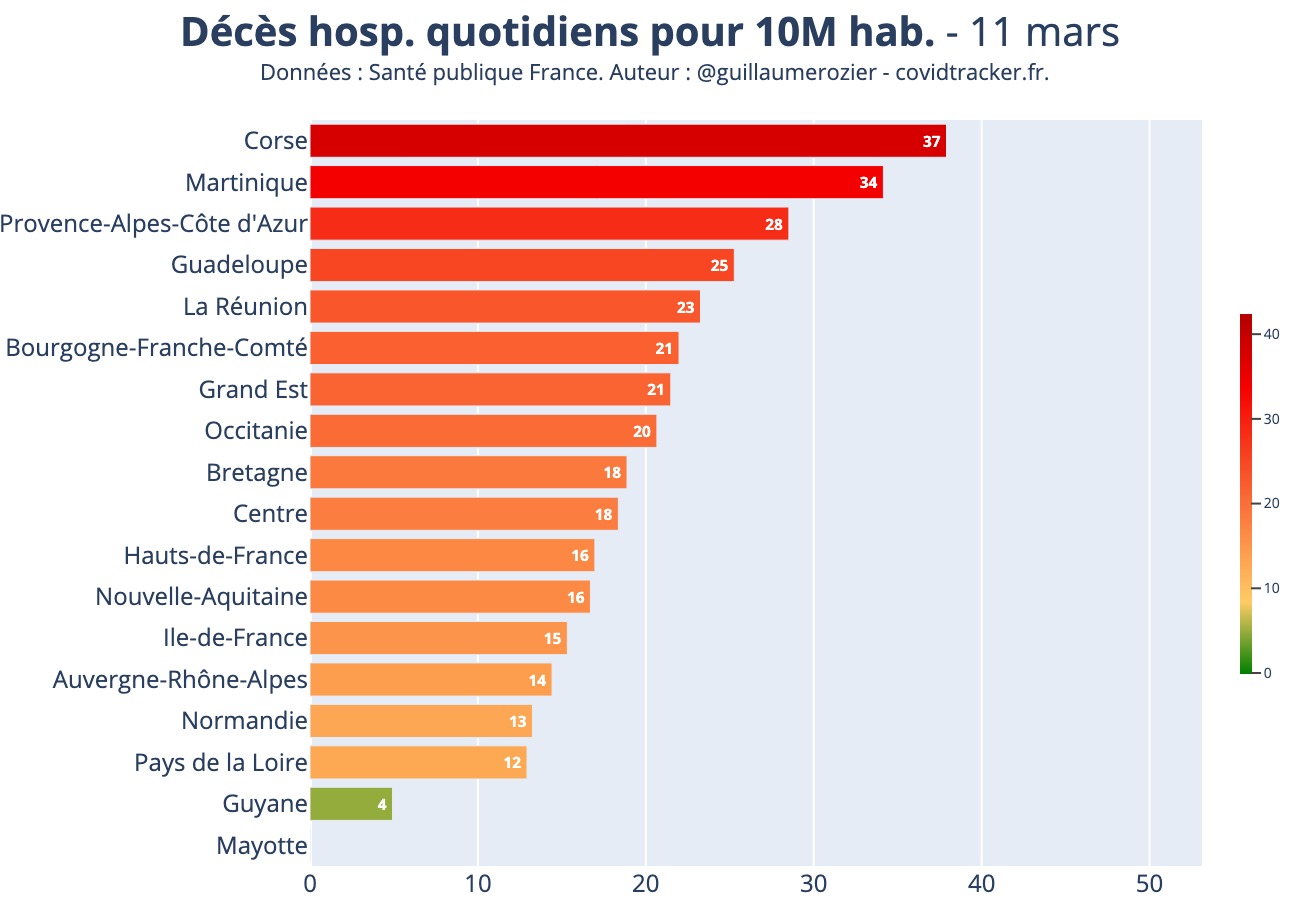 Décès hosp. quotidiens pour 10M hab. - 11 mars
Données : Santé publique France. Auteur : @guillaumerozier - covidtracker.fr.
Corse 37
Martinique 34
Provence-Alpes-Côte d'Azur 28
Guadeloupe 25
La Réunion 23
Bourgogne-Franche-Comté 21
Grand Est 21
Occitanie 20
Bretagne 18
Centre 18
Hauts-de-France 16
Nouvelle-Aquitaine 16
Ile-de-France 15
Auvergne-Rhône-Alpes 14
Normandie 13
Pays de la Loire 12
Guyane 4
Mayotte
0 10 20 30 40 50
40
30
20
10
0